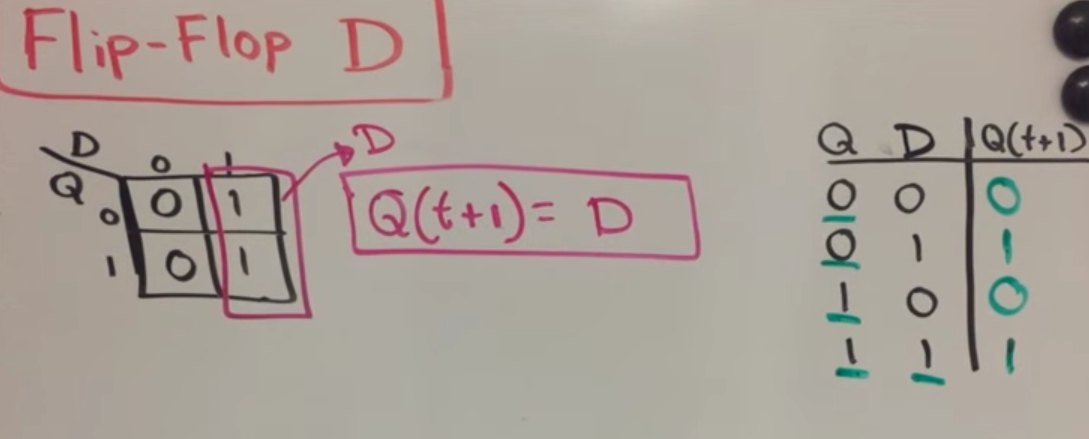 Flip-Flop D
D 0 1
Q
0 0 1
1 0 1
D
Q(t+1)= D
Q D Q(t+1)
0 0 0
0 1 1
1 0 0
1 1 1